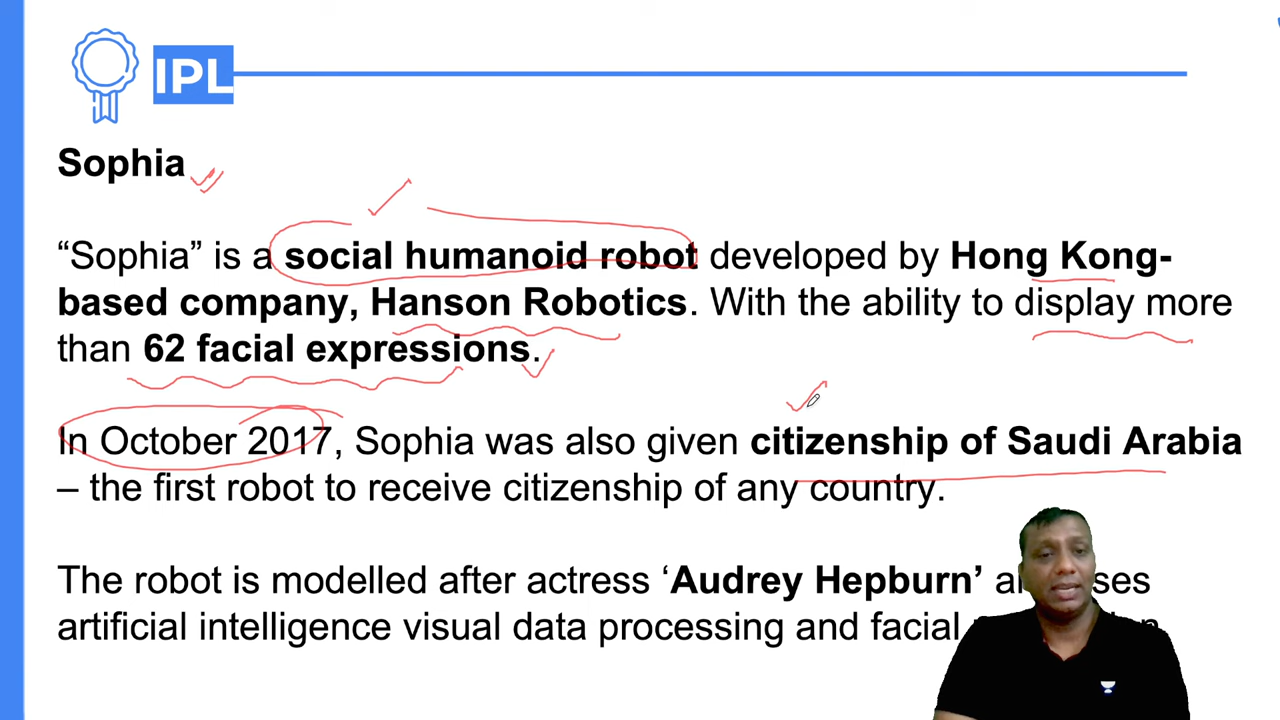 IPL
Sophia
“Sophia” is a social humanoid robot developed by Hong Kong-
based company, Hanson Robotics. With the ability to display more
than 62 facial expressions.
In October 2017, Sophia was also given citizenship of Saudi Arabia
– the first robot to receive citizenship of any country.
The robot is modelled after actress ‘Audrey Hepburn’
artificial intelligence visual data processing and facial